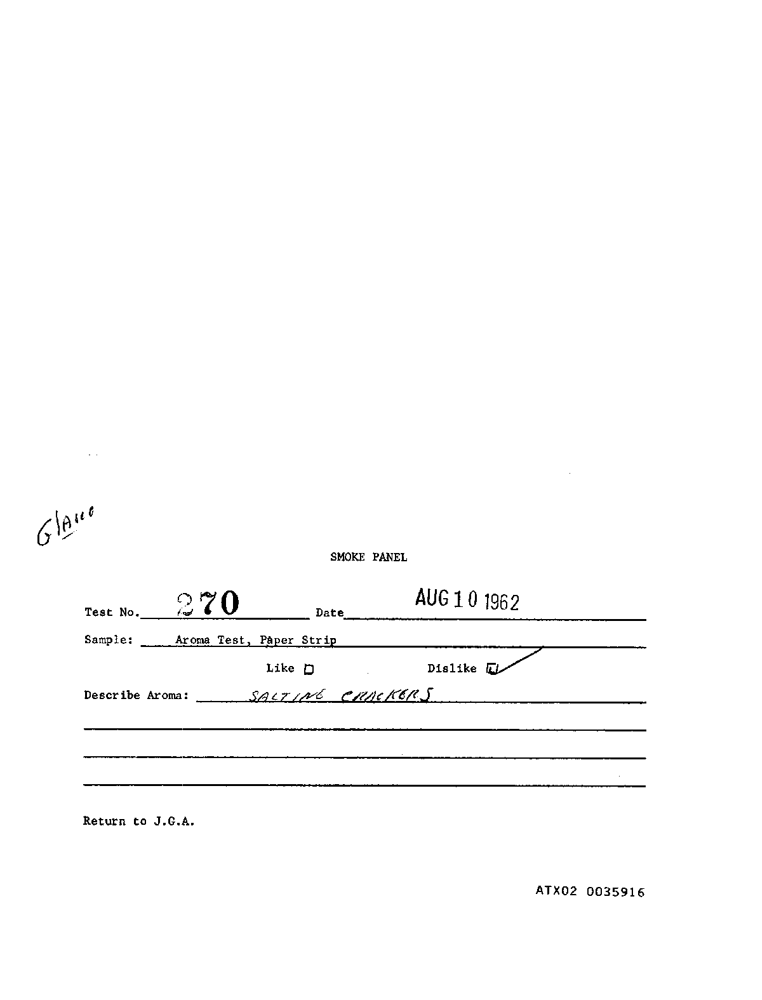 SMOKE PANEL
Test No. 270 Date AUG 10 1962
Sample: Aroma Test, Paper Strip
Like Dislike
Describe Aroma: SALTINE CRACKERS
Return to J.G.A.
ATX02 0035916